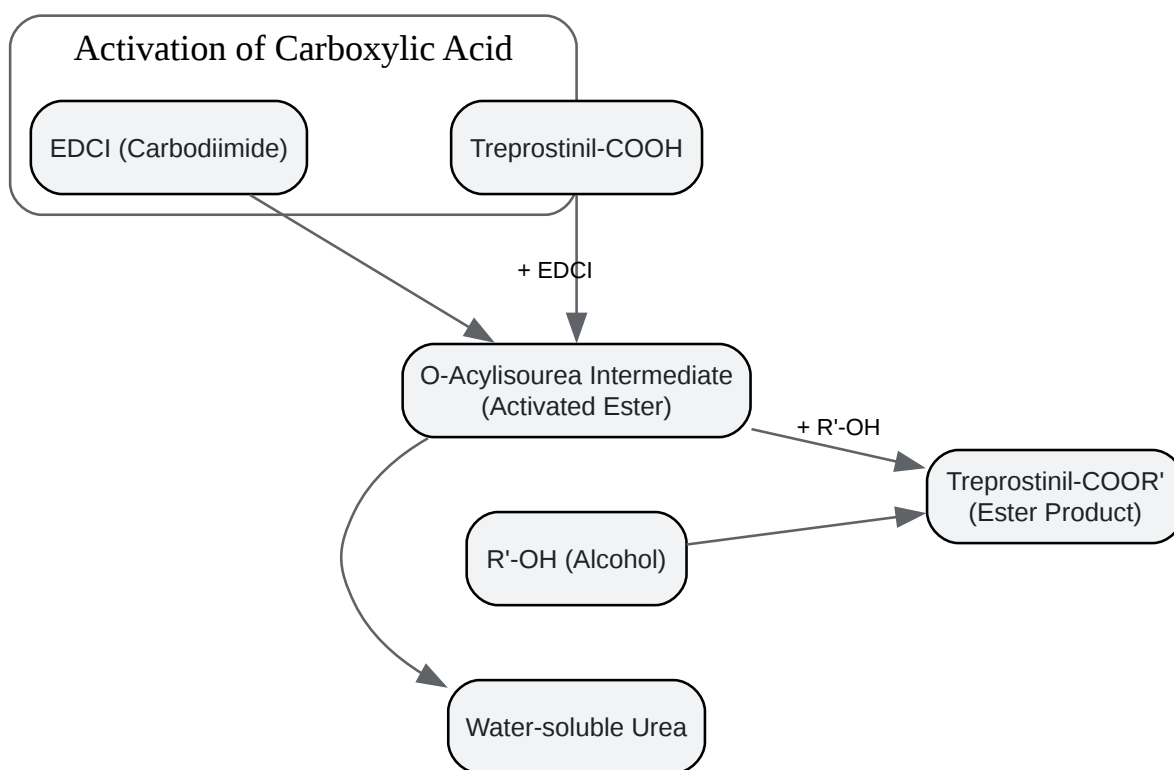 Activation of Carboxylic Acid
EDCI (Carbodiimide)
Treprostinil-COOH
+ EDCI
O-Acylisourea Intermediate
(Activated Ester)
+ R'-OH
Treprostinil-COOR'
(Ester Product)
R'-OH (Alcohol)
Water-soluble Urea